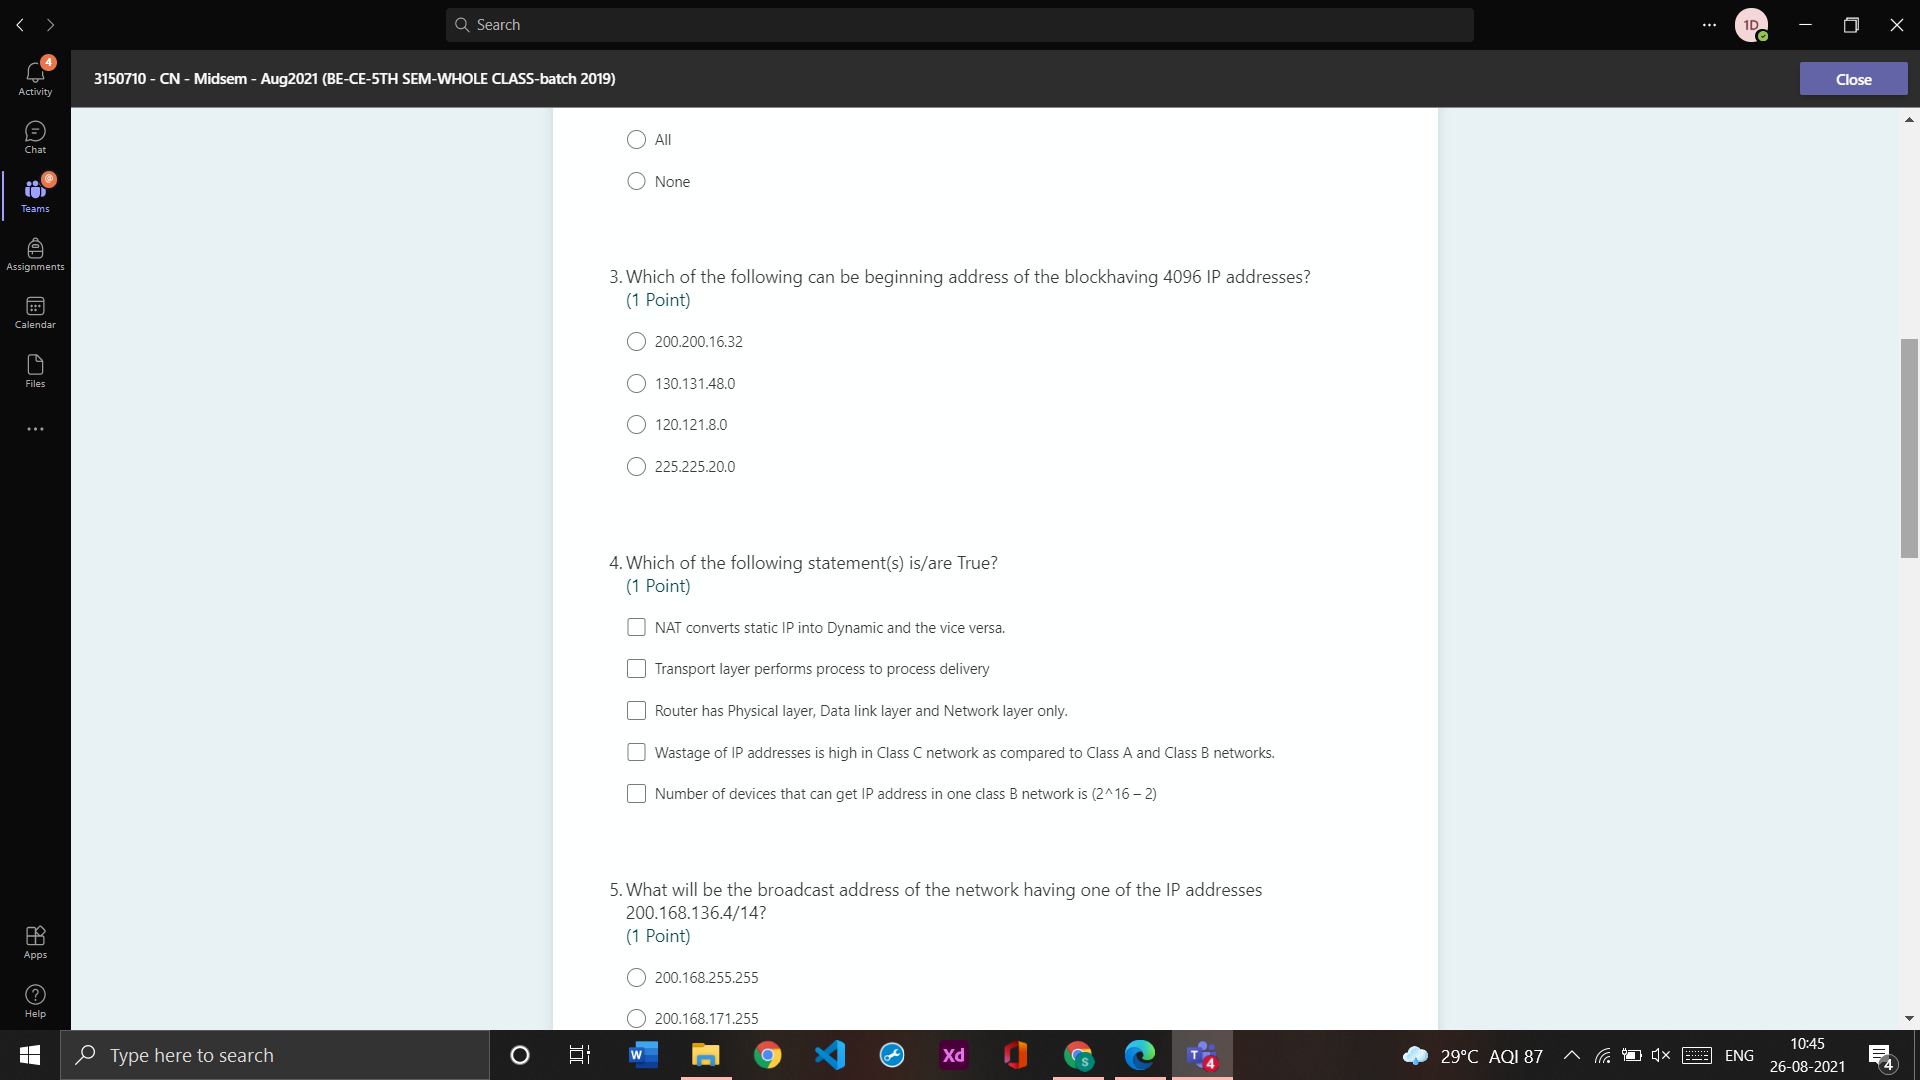 Search
1D
4
Activity
Chat
@
Teams
Assignments
Calendar
Files
Apps
Help
3150710 - CN - Midsem - Aug2021 (BE-CE-5TH SEM-WHOLE CLASS-batch 2019)
Close
All
None
3. Which of the following can be beginning address of the blockhaving 4096 IP addresses?
(1 Point)
200.200.16.32
130.131.48.0
120.121.8.0
225.225.20.0
4. Which of the following statement(s) is/are True?
(1 Point)
NAT converts static IP into Dynamic and the vice versa.
Transport layer performs process to process delivery
Router has Physical layer, Data link layer and Network layer only.
Wastage of IP addresses is high in Class C network as compared to Class A and Class B networks.
Number of devices that can get IP address in one class B network is (2^16 – 2)
5. What will be the broadcast address of the network having one of the IP addresses
200.168.136.4/14?
(1 Point)
200.168.255.255
200.168.171.255
Type here to search
W
Xd
S
T
4
29°C AQI 87
ENG
10:45
26-08-2021
4